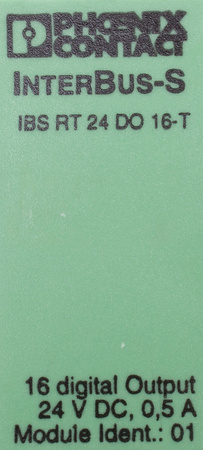 PHOENIX
CONTACT
INTERBUS-S
IBS RT 24 DO 16-T
16 digital Output
24 V DC, 0,5 A
Module Ident.: 01